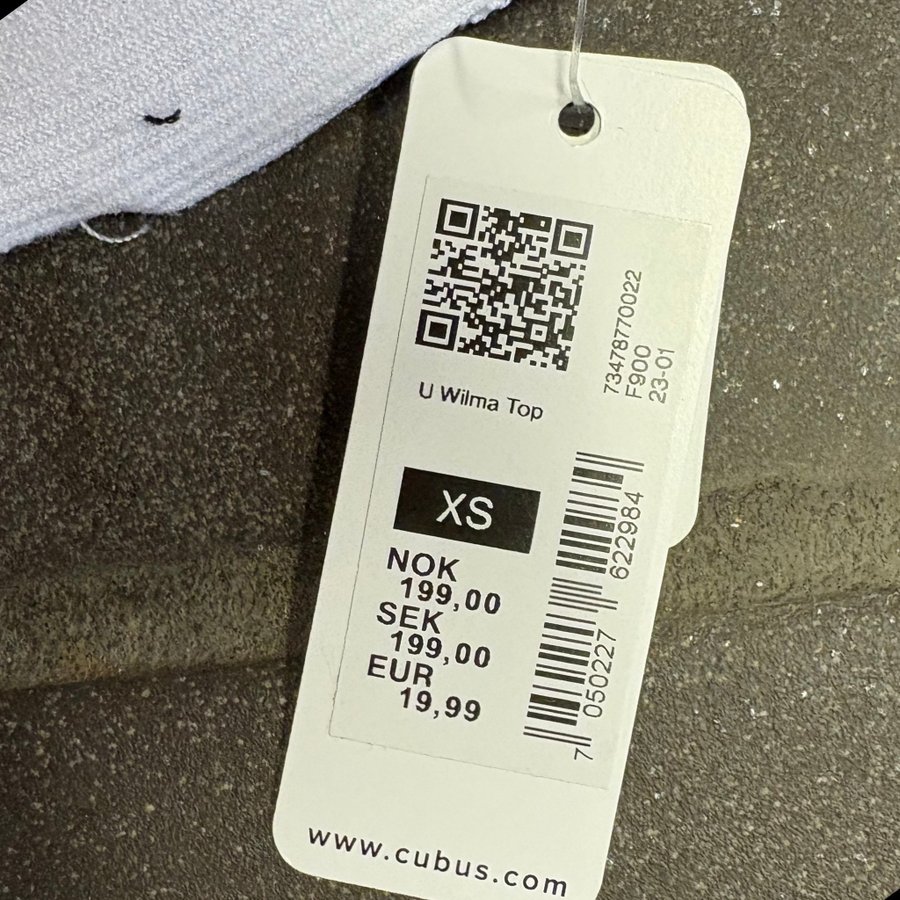 73478770022
F900
23-01
U Wilma Top
XS
NOK
199,00
SEK
199,00
EUR
19,99
7 050227 622984
www.cubus.com